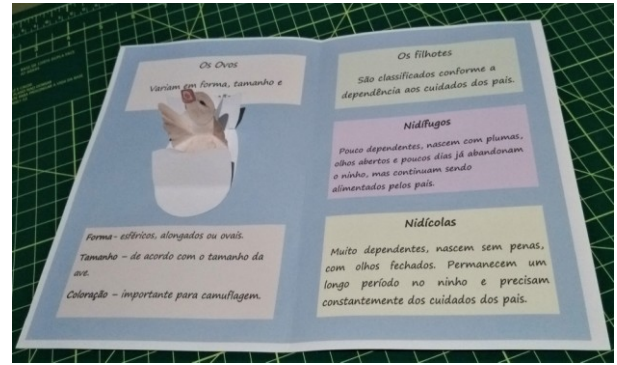 Os Ovos
Variam em forma, tamanho e
Forma- esféricos, alongados ou ovais.
Tamanho – de acordo com o tamanho da
ave.
Coloração – importante para camuflagem.
Os filhotes
São classificados conforme a
dependência aos cuidados dos pais.
Nidífugos
Pouco dependentes, nascem com plumas,
olhos abertos e poucos dias já abandonam
o ninho, mas continuam sendo
alimentados pelos pais.
Nidícolas
Muito dependentes, nascem sem penas,
com olhos fechados. Permanecem um
longo período no ninho e precisam
constantemente dos cuidados dos pais.